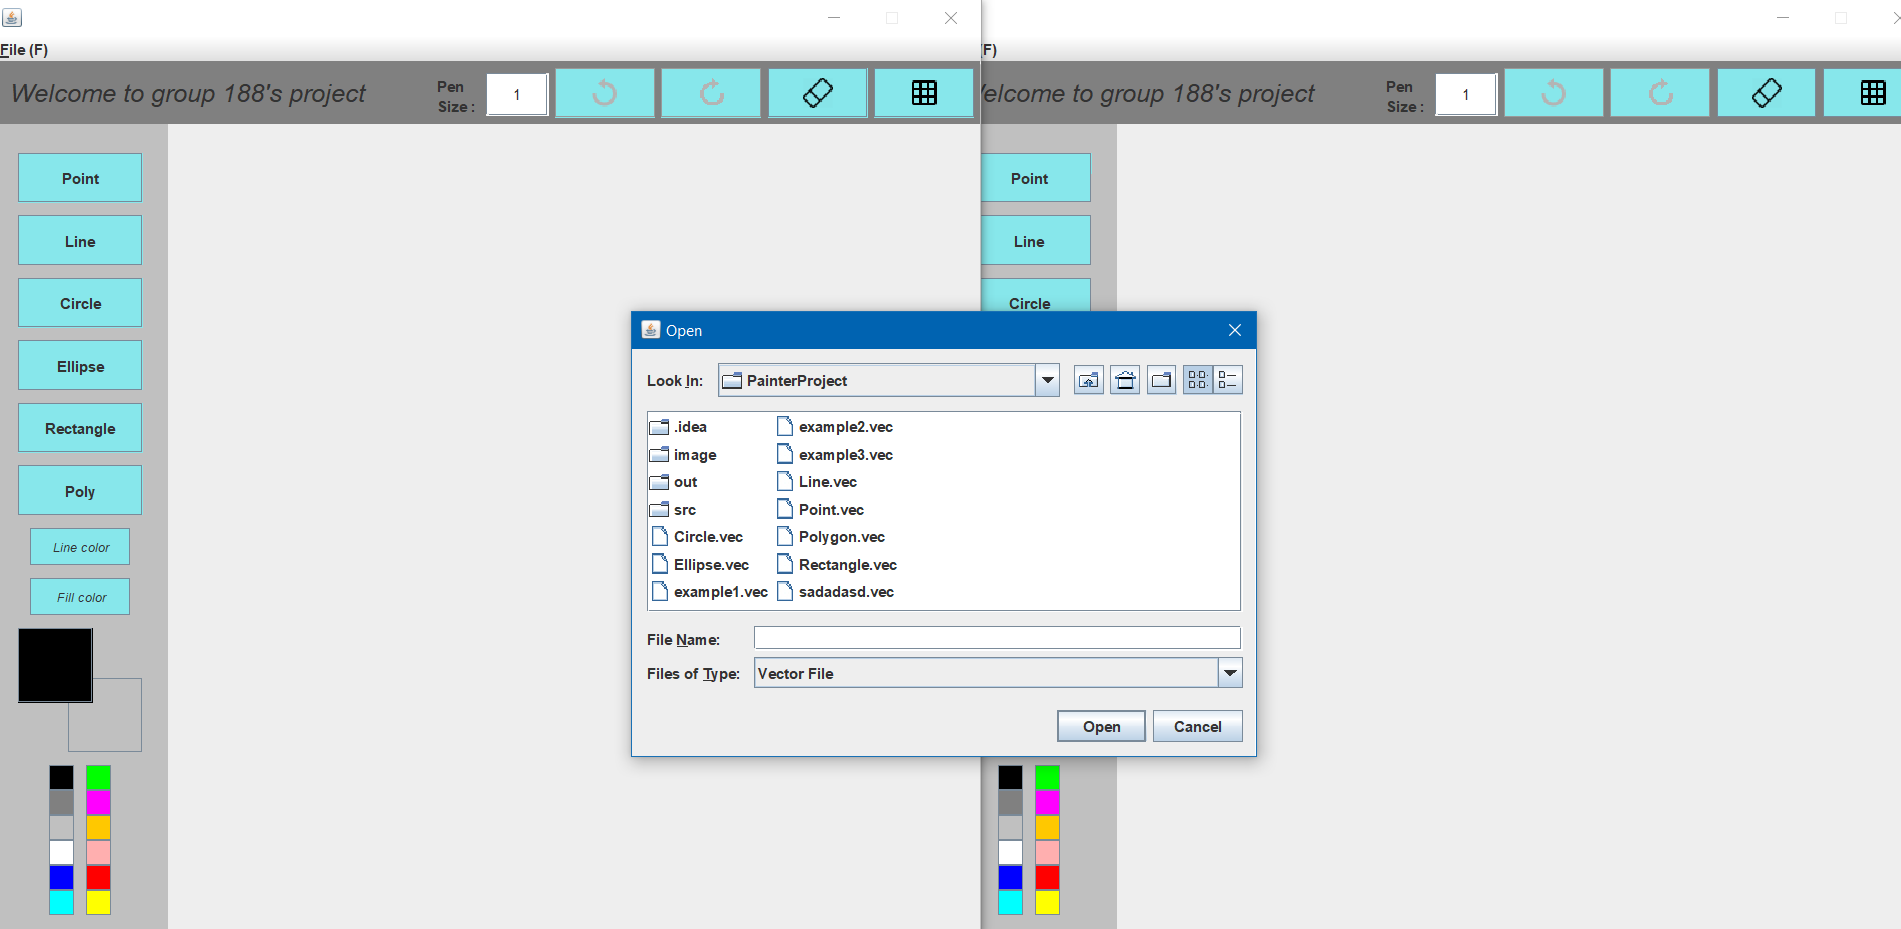 File (F)
Welcome to group 188's project
Pen
Size :
1
Point
Line
Circle
Ellipse
Rectangle
Poly
Line color
Fill color
(F)
elcome to group 188's project
Pen
Size :
1
Point
Line
Circle
Open
Look In:
PainterProject
.idea
image
out
src
Circle.vec
Ellipse.vec
example1.vec
example2.vec
example3.vec
Line.vec
Point.vec
Polygon.vec
Rectangle.vec
sadadasd.vec
File Name:
Files of Type:
Vector File
Open
Cancel